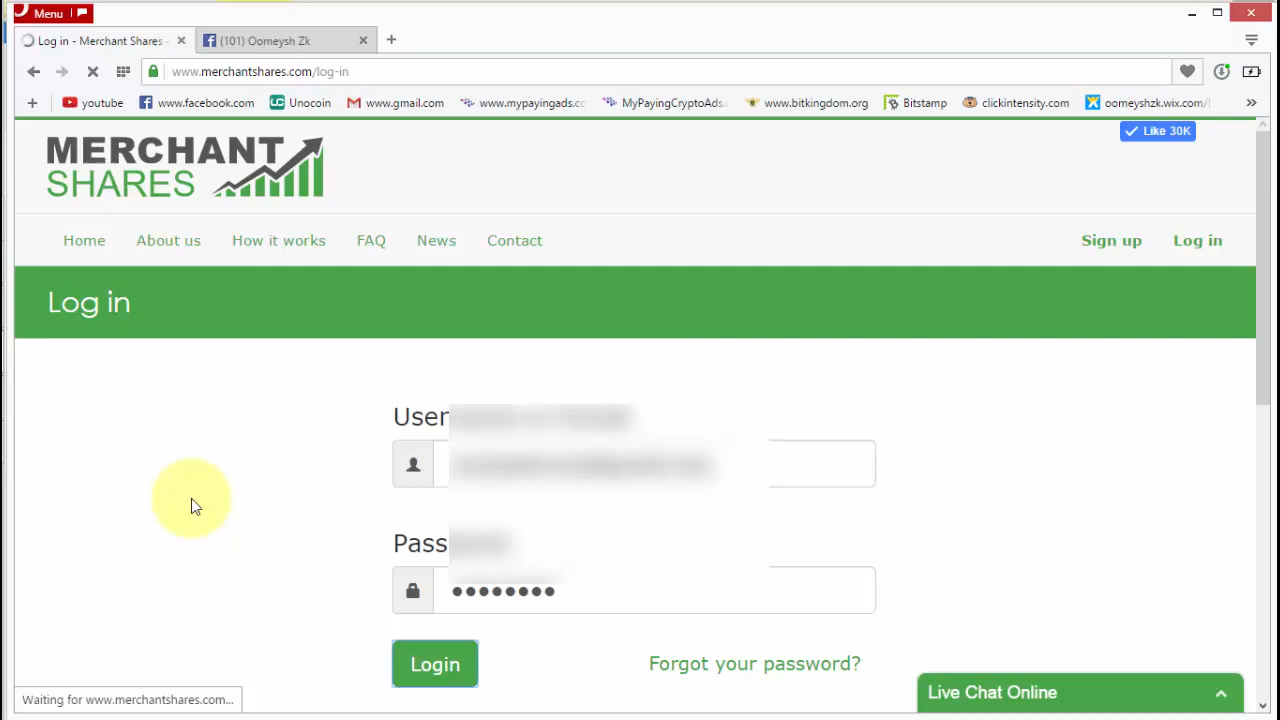 Menu
Log in - Merchant Shares -
(101) Oomeysh Zk
www.merchantshares.com/log-in
youtube
www.facebook.com
Unocoin
www.gmail.com
www.mypayingads.co
MyPayingCryptoAds.
www.bitkingdom.org
Bitstamp
clickintensity.com
oomeyshzk.wix.com/
Like 30K
MERCHANT
SHARES
Home
About us
How it works
FAQ
News
Contact
Sign up
Log in
Log in
User
Pass
Login
Forgot your password?
Waiting for www.merchantshares.com...
Live Chat Online